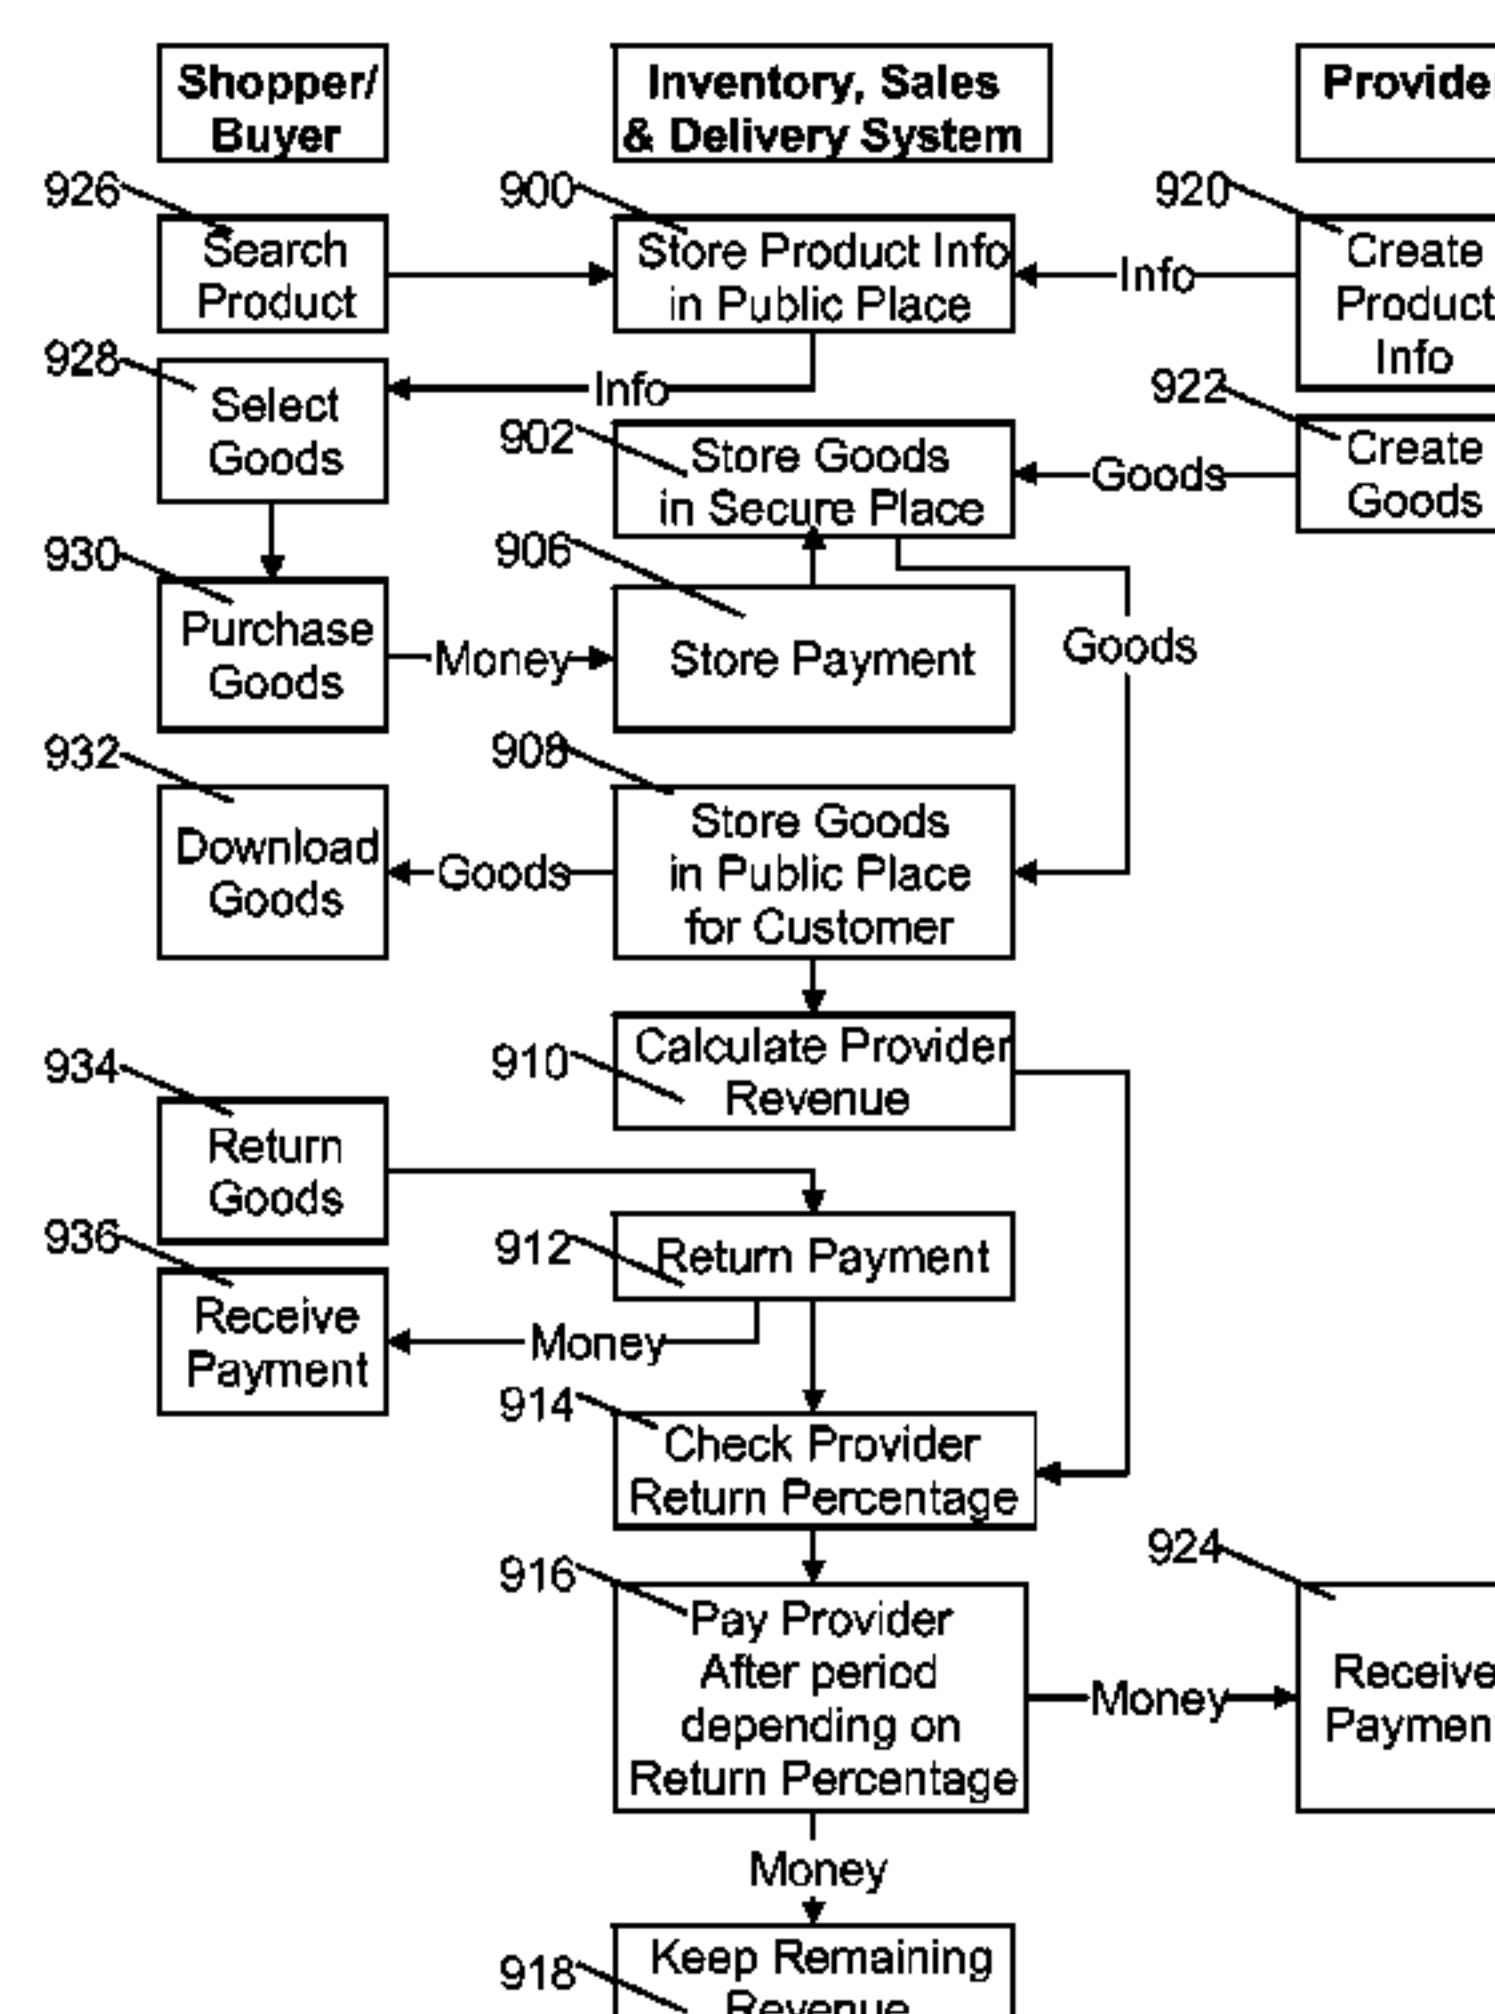 Shopper/
Buyer
Inventory, Sales
& Delivery System
Provider
926
900
920
Search
Product
Store Product Info
in Public Place
Info
Create
Product
Info
928
Select
Goods
Info
922
902
Store Goods
in Secure Place
Goods
Create
Goods
930
906
Purchase
Goods
Money
Store Payment
Goods
932
908
Download
Goods
Goods
Store Goods
in Public Place
for Customer
934
910
Calculate Provider
Revenue
Return
Goods
936
912
Return Payment
Receive
Payment
Money
914
Check Provider
Return Percentage
916
924
Pay Provider
After period
depending on
Return Percentage
Money
Receive
Paymen
Money
918
Keep Remaining
Revenue